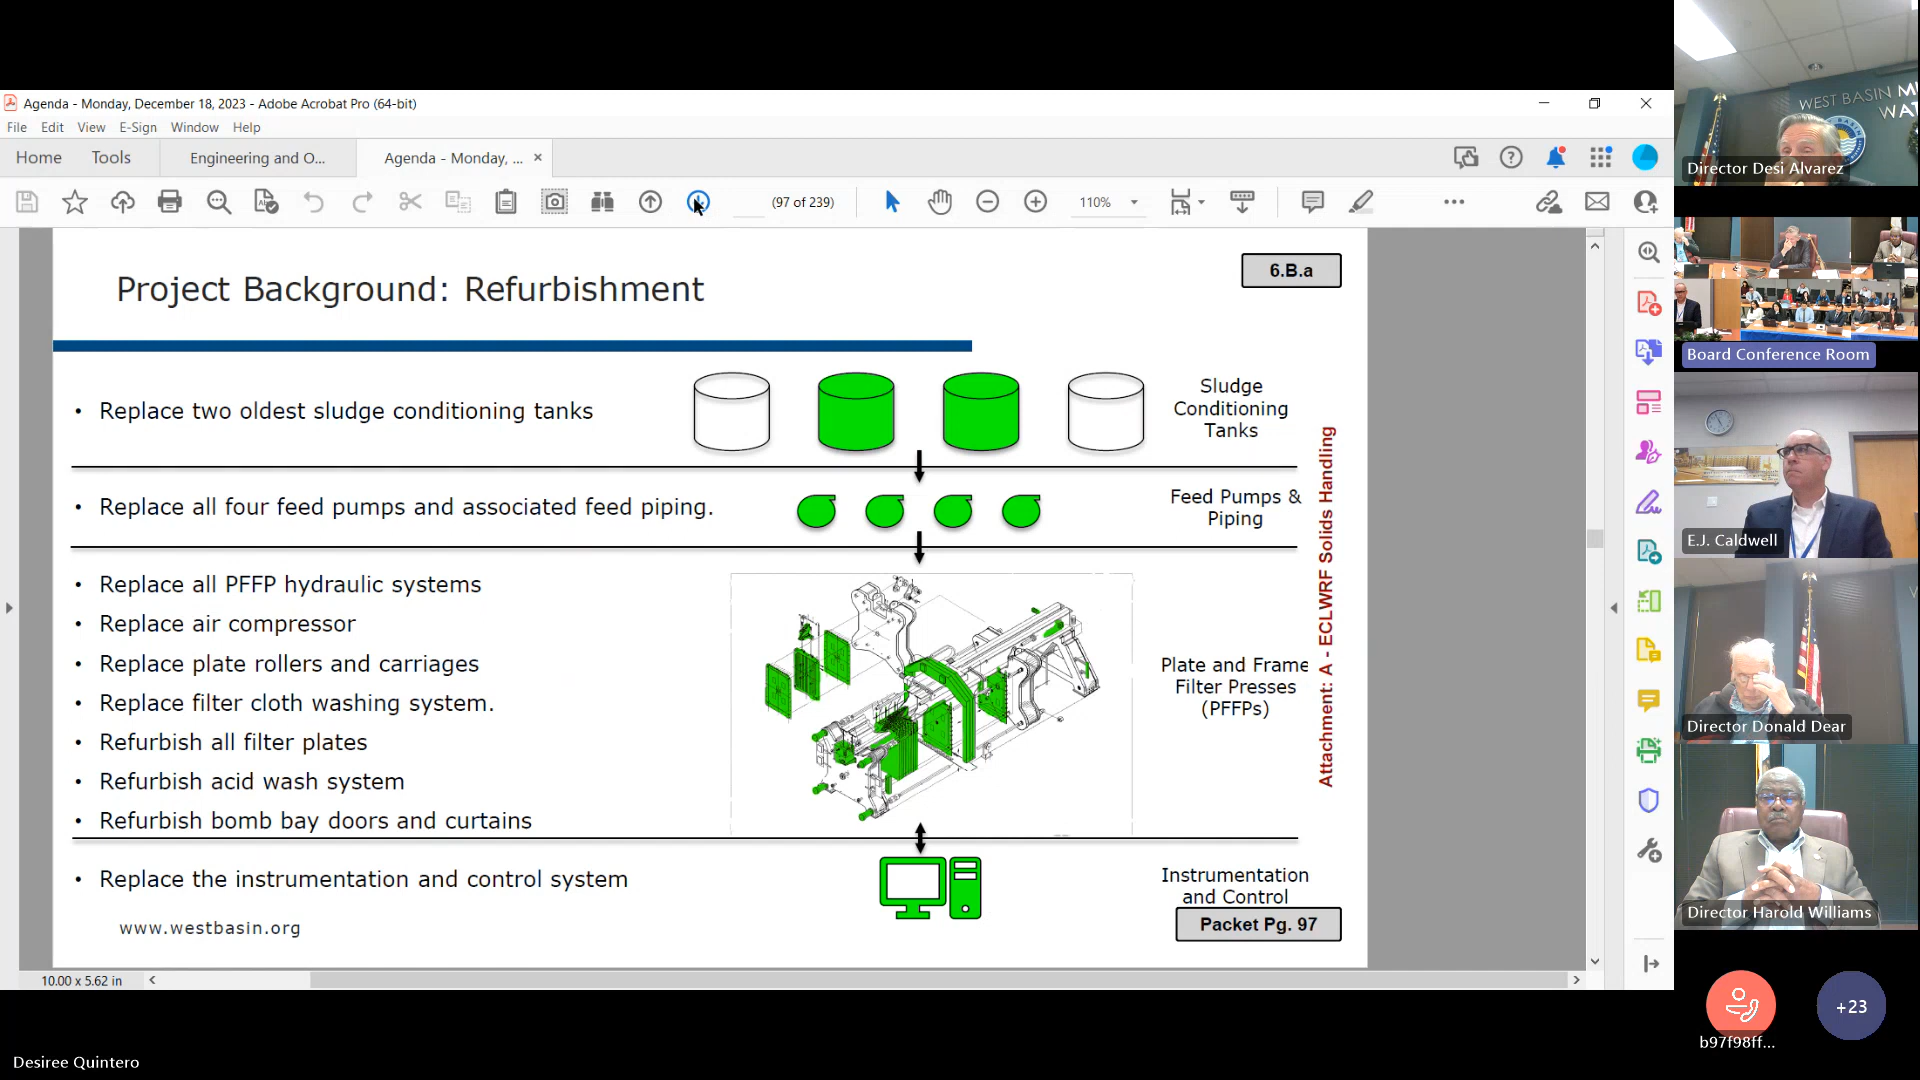 Agenda - Monday, December 18, 2023 - Adobe Acrobat Pro (64-bit)
File Edit View E-Sign Window Help
Home Tools Engineering and O... Agenda - Monday, ...
(97 of 239) 110%
Project Background: Refurbishment
6.B.a
• Replace two oldest sludge conditioning tanks
Sludge
Conditioning
Tanks
• Replace all four feed pumps and associated feed piping.
Feed Pumps &
Piping
• Replace all PFFP hydraulic systems
• Replace air compressor
• Replace plate rollers and carriages
• Replace filter cloth washing system.
• Refurbish all filter plates
• Refurbish acid wash system
• Refurbish bomb bay doors and curtains
Plate and Frame
Filter Presses
(PFFPs)
• Replace the instrumentation and control system
Instrumentation
and Control
www.westbasin.org
Packet Pg. 97
Attachment: A - ECLWRF Solids Handling
10.00 x 5.62 in
WEST BASIN
WAT
Director Desi Alvarez
Board Conference Room
E.J. Caldwell
Director Donald Dear
Director Harold Williams
b97f98ff...
+23
Desiree Quintero